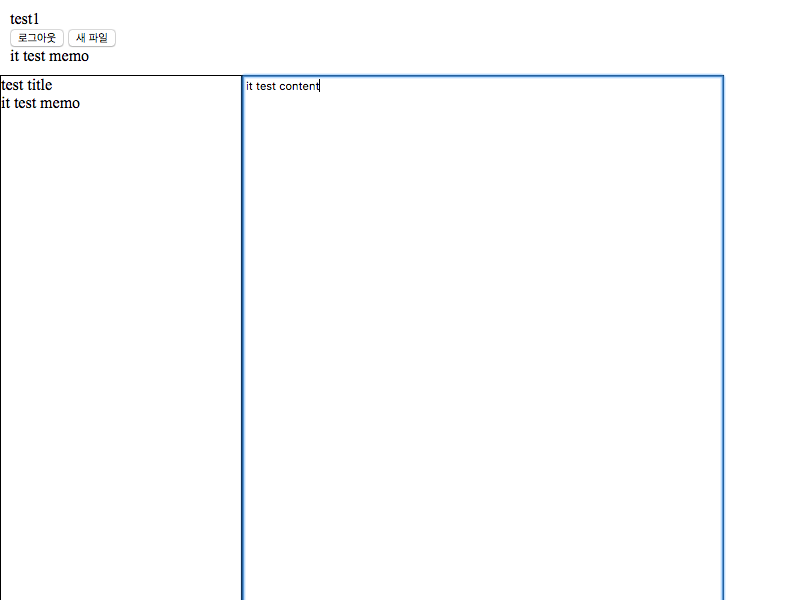 test1
로그아웃 새 파일
it test memo
test title
it test memo
it test content